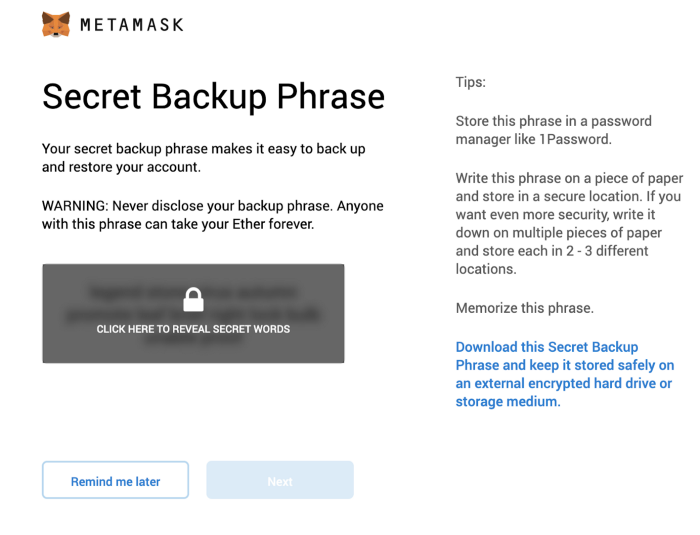 METAMASK
Secret Backup Phrase
Your secret backup phrase makes it easy to back up
and restore your account.
WARNING: Never disclose your backup phrase. Anyone
with this phrase can take your Ether forever.
CLICK HERE TO REVEAL SECRET WORDS
Remind me later
Next
Tips:
Store this phrase in a password
manager like 1Password.
Write this phrase on a piece of paper
and store in a secure location. If you
want even more security, write it
down on multiple pieces of paper
and store each in 2 - 3 different
locations.
Memorize this phrase.
Download this Secret Backup
Phrase and keep it stored safely on
an external encrypted hard drive or
storage medium.